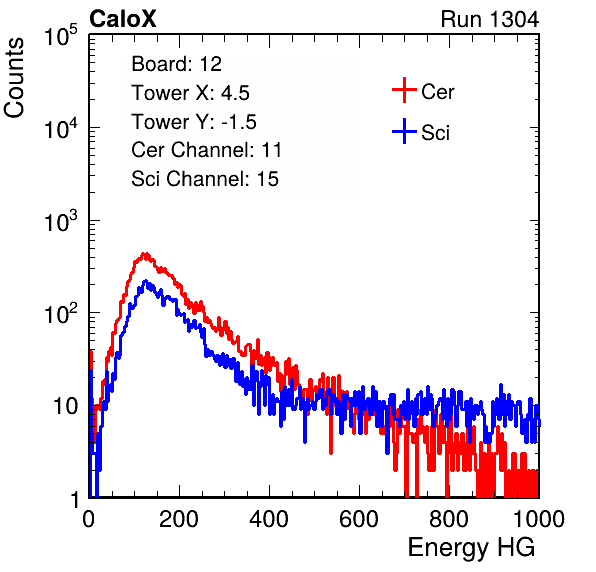 CaloX Run 1304
Counts
10^5
10^4
10^3
10^2
10
1
Board: 12
Tower X: 4.5
Tower Y: -1.5
Cer Channel: 11
Sci Channel: 15
Cer
Sci
0 200 400 600 800 1000
Energy HG